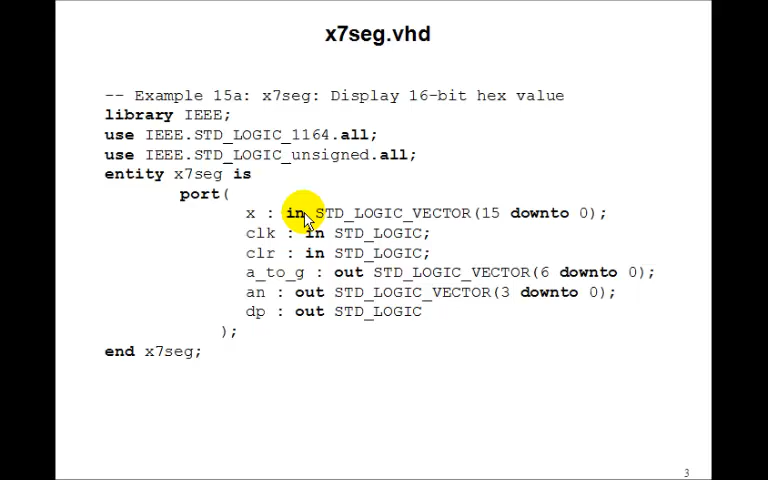 x7seg.vhd
-- Example 15a: x7seg: Display 16-bit hex value
library IEEE;
use IEEE.STD_LOGIC_1164.all;
use IEEE.STD_LOGIC_unsigned.all;
entity x7seg is
port(
x : in STD_LOGIC_VECTOR(15 downto 0);
clk : in STD_LOGIC;
clr : in STD_LOGIC;
a_to_g : out STD_LOGIC_VECTOR(6 downto 0);
an : out STD_LOGIC_VECTOR(3 downto 0);
dp : out STD_LOGIC
);
end x7seg;
3